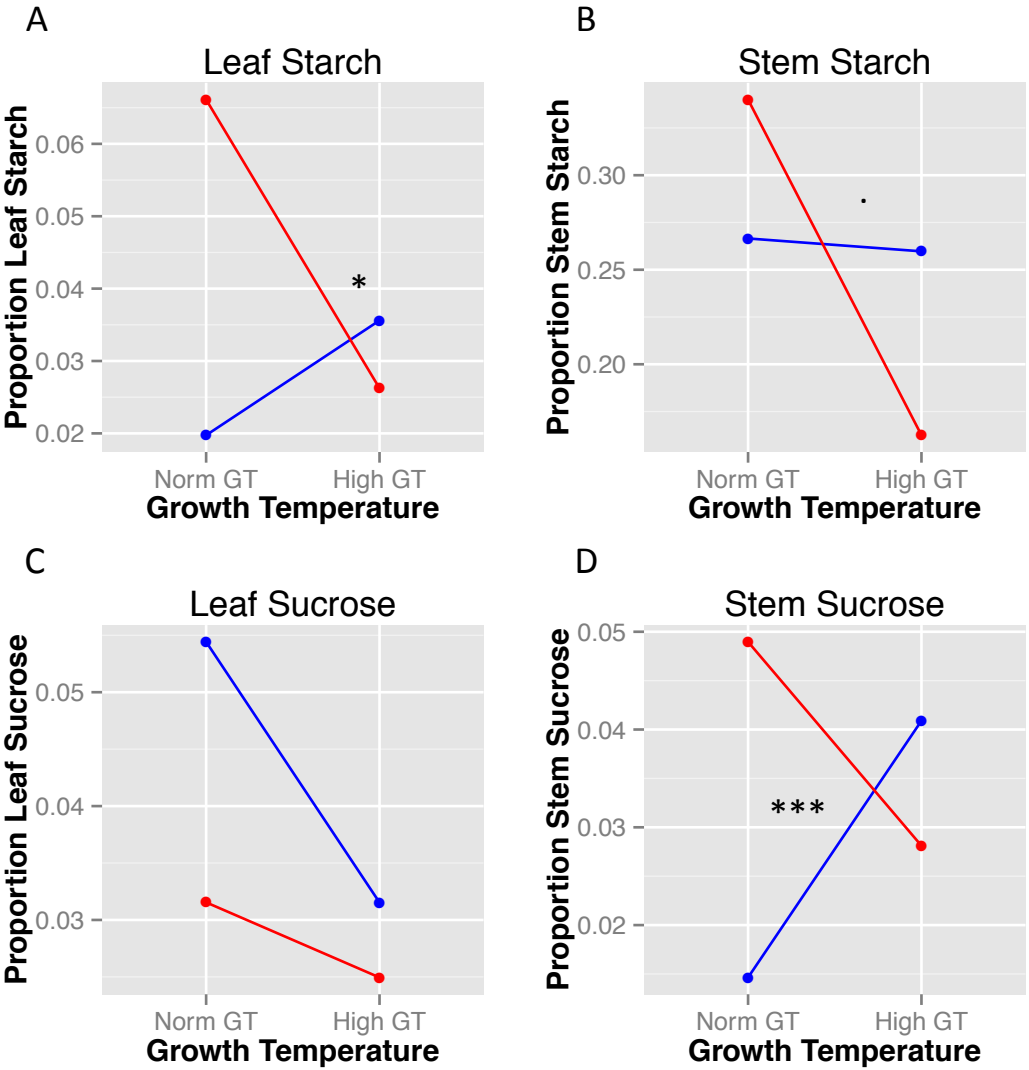 A
Leaf Starch
Proportion Leaf Starch
0.06
0.05
0.04
0.03
0.02
*
Norm GT High GT
Growth Temperature
B
Stem Starch
Proportion Stem Starch
0.30
0.25
0.20
.
Norm GT High GT
Growth Temperature
C
Leaf Sucrose
Proportion Leaf Sucrose
0.05
0.04
0.03
Norm GT High GT
Growth Temperature
D
Stem Sucrose
Proportion Stem Sucrose
0.05
0.04
0.03
0.02
***
Norm GT High GT
Growth Temperature